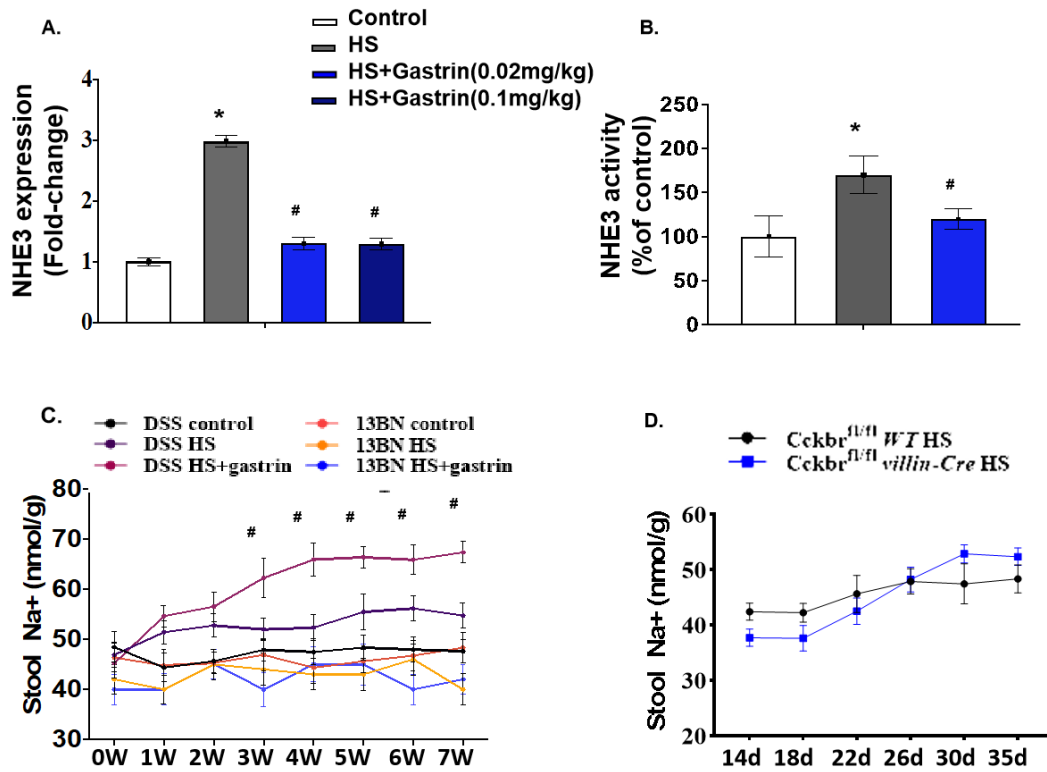 A.
Control
HS
HS+Gastrin(0.02mg/kg)
HS+Gastrin(0.1mg/kg)
NHE3 expression
(Fold-change)
4
3
2
1
0
*
#
#
B.
NHE3 activity
(%of control)
250
200
150
100
50
0
*
#
C.
DSS control
DSS HS
DSS HS+gastrin
13BN control
13BN HS
13BN HS+gastrin
Stool Na+ (nmol/g)
80
70
60
50
40
30
# # # # #
0W 1W 2W 3W 4W 5W 6W 7W
D.
Cckbr^fl/fl WT HS
Cckbr^fl/fl villin-Cre HS
Stool Na+ (nmol/g)
60
50
40
30
20
14d 18d 22d 26d 30d 35d